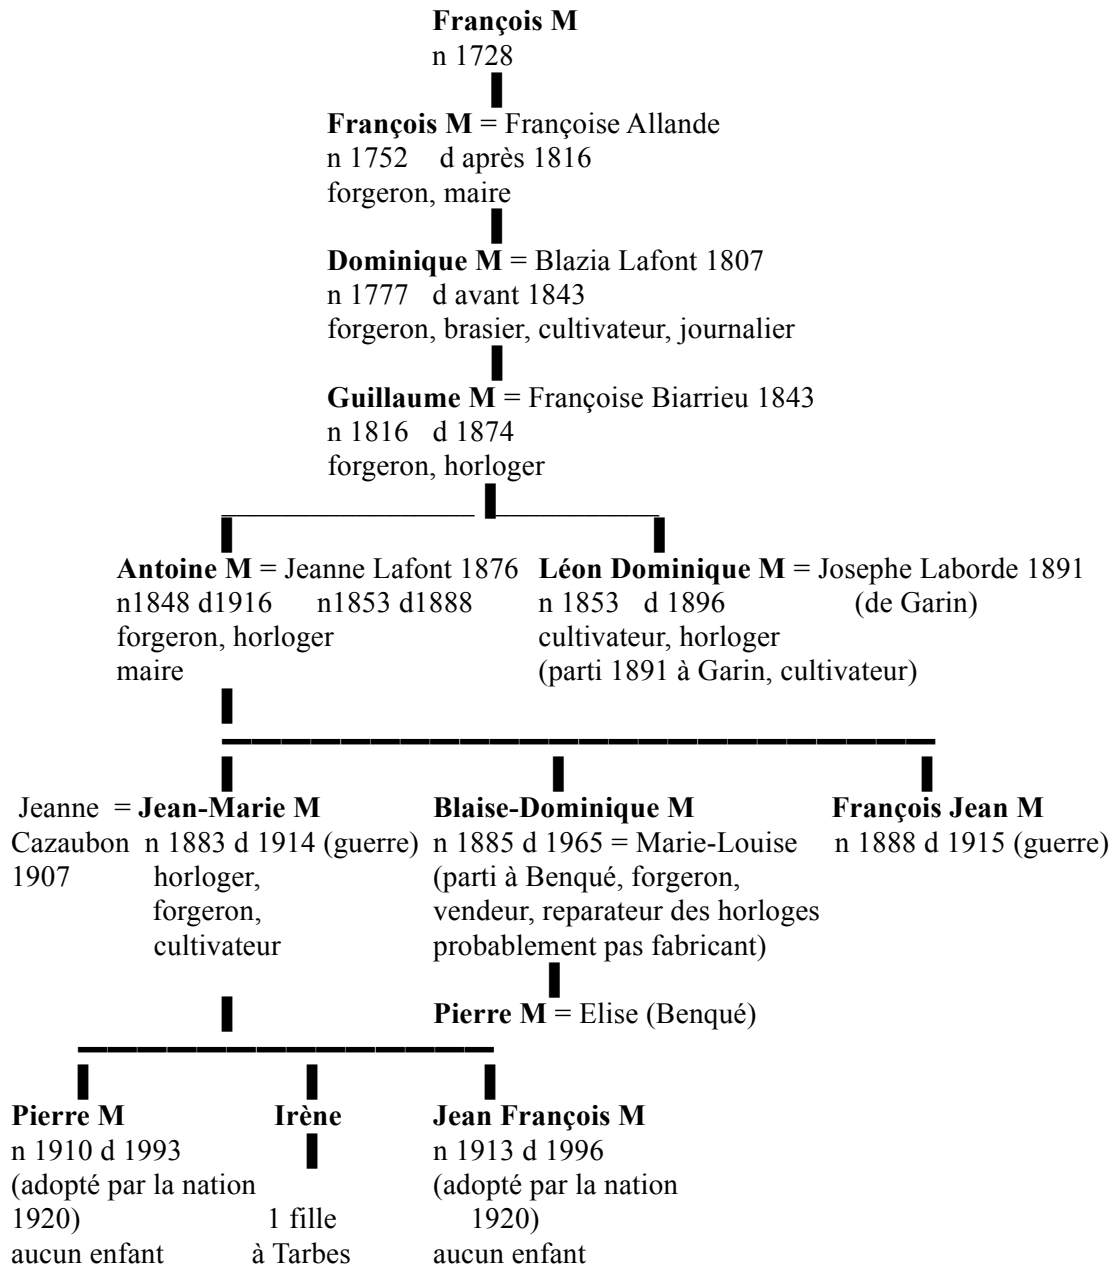 François M
n 1728
François M = Françoise Allande
n 1752 d après 1816
forgeron, maire
Dominique M = Blazia Lafont 1807
n 1777 d avant 1843
forgeron, brasier, cultivateur, journalier
Guillaume M = Françoise Biarrieu 1843
n 1816 d 1874
forgeron, horloger
Antoine M = Jeanne Lafont 1876
n1848 d1916 n1853 d1888
forgeron, horloger
maire
Léon Dominique M = Josephe Laborde 1891
n 1853 d 1896 (de Garin)
cultivateur, horloger
(parti 1891 à Garin, cultivateur)
Jeanne = Jean-Marie M
Cazaubon n 1883 d 1914 (guerre)
1907 horloger,
forgeron,
cultivateur
Blaise-Dominique M
n 1885 d 1965 = Marie-Louise
(parti à Benqué, forgeron,
vendeur, reparateur des horloges
probablement pas fabricant)
François Jean M
n 1888 d 1915 (guerre)
Pierre M = Elise (Benqué)
Pierre M
n 1910 d 1993
(adopté par la nation
1920)
aucun enfant
Irène
1 fille
à Tarbes
Jean François M
n 1913 d 1996
(adopté par la nation
1920)
aucun enfant